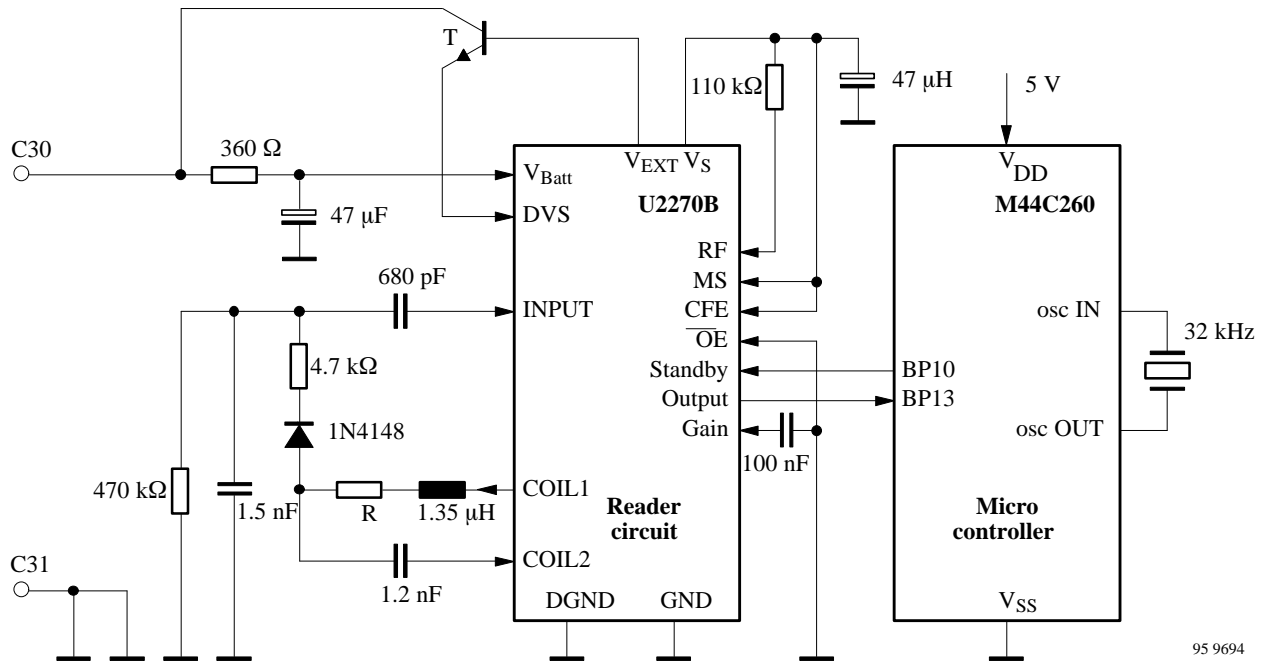 T
110 kΩ
47 μH
5 V
C30
360 Ω
47 μF
VBatt
DVS
VEXT
VS
U2270B
VDD
M44C260
680 pF
INPUT
RF
MS
CFE
OE
Standby
Output
Gain
100 nF
BP10
BP13
osc IN
osc OUT
32 kHz
4.7 kΩ
1N4148
470 kΩ
1.5 nF
R
1.35 μH
COIL1
COIL2
1.2 nF
Reader
circuit
Micro
controller
C31
DGND
GND
VSS
95 9694